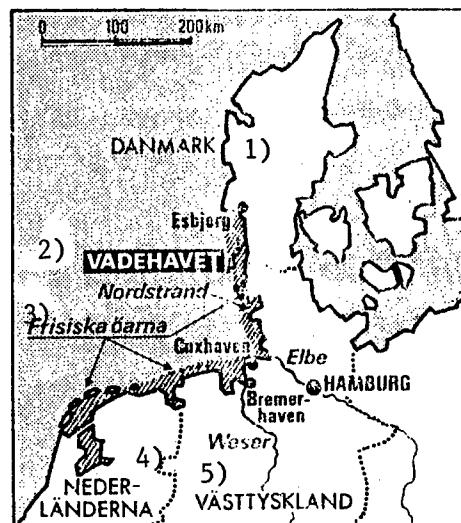 0 100 200km
DANMARK 1)
Esbjerg
2)
VADEHAVET
Nordstrand
3)
Frisiska öarna
Cuxhaven
Elbe
HAMBURG
Bremer-
haven
Weser
4)
5)
NEDER-
LÄNDERNA
VÄSTTYSKLAND